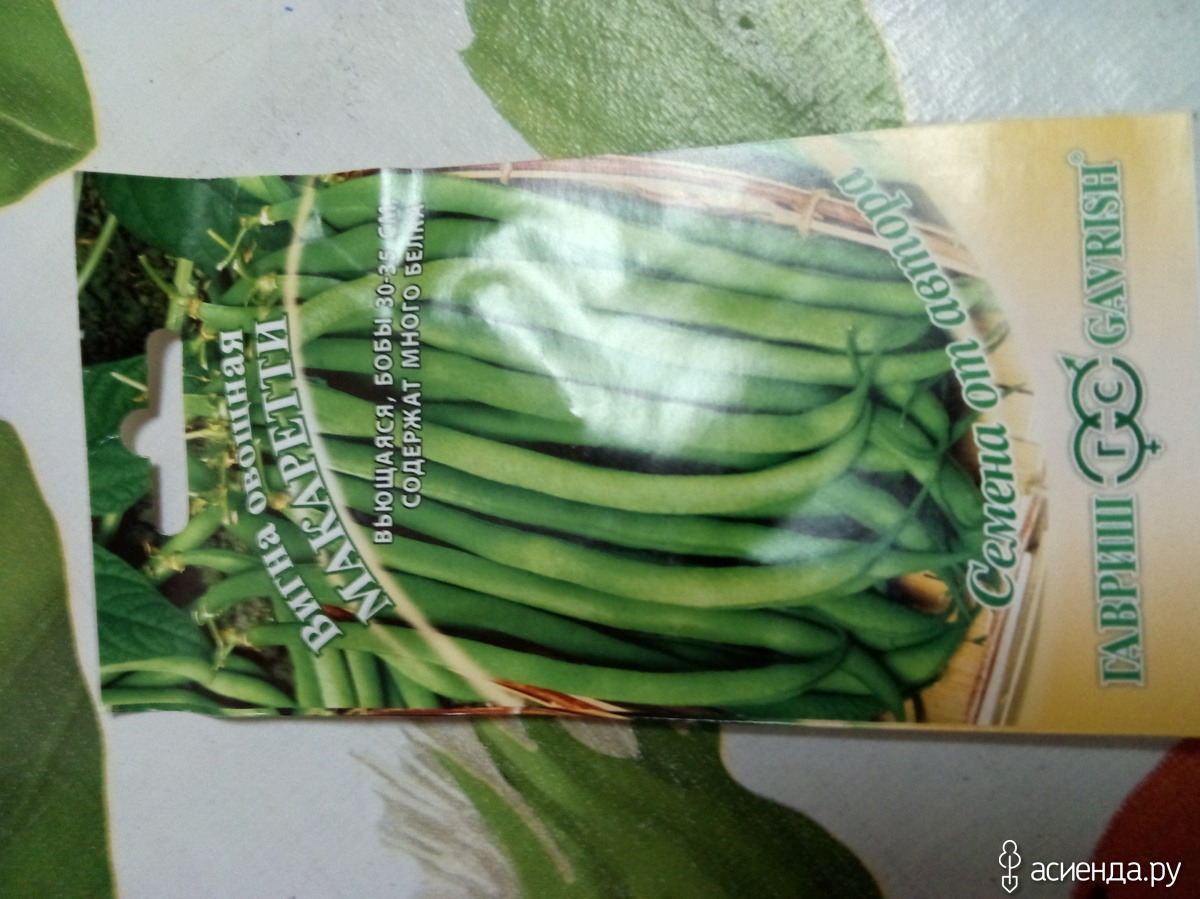 Вигна овощная
МАКАРЕТТИ
ВЬЮЩАЯСЯ, БОБЫ 30-35 СМ,
СОДЕРЖАТ МНОГО БЕЛКА
Семена от автора
ГАВРИШ Г С GAVRISH®
асиенда.ру